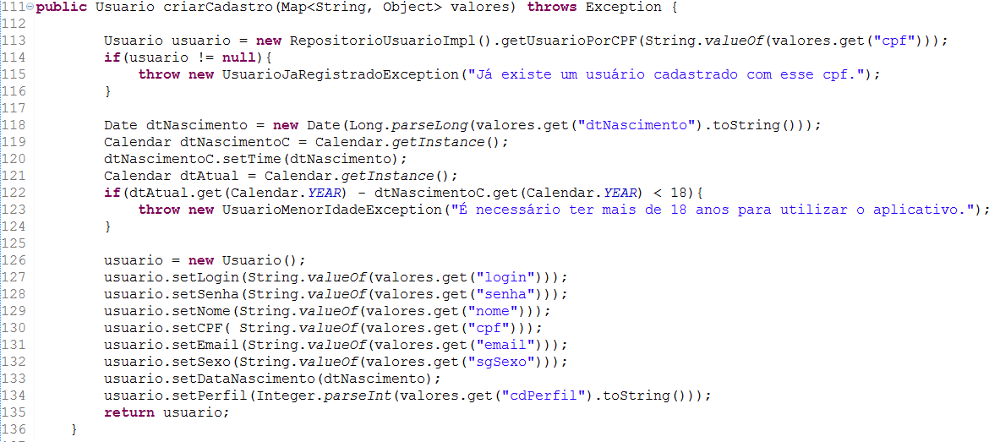 111 public Usuario criarCadastro(Map<String, Object> valores) throws Exception {
112
113 Usuario usuario = new RepositorioUsuarioImpl().getUsuarioPorCPF(String.valueOf(valores.get("cpf")));
114 if(usuario != null){
115 throw new UsuarioJaRegistradoException("Já existe um usuário cadastrado com esse cpf.");
116 }
117
118 Date dtNascimento = new Date(Long.parseLong(valores.get("dtNascimento").toString()));
119 Calendar dtNascimentoC = Calendar.getInstance();
120 dtNascimentoC.setTime(dtNascimento);
121 Calendar dtAtual = Calendar.getInstance();
122 if(dtAtual.get(Calendar.YEAR) - dtNascimentoC.get(Calendar.YEAR) < 18){
123 throw new UsuarioMenorIdadeException("É necessário ter mais de 18 anos para utilizar o aplicativo.");
124 }
125
126 usuario = new Usuario();
127 usuario.setLogin(String.valueOf(valores.get("login")));
128 usuario.setSenha(String.valueOf(valores.get("senha")));
129 usuario.setNome(String.valueOf(valores.get("nome")));
130 usuario.setCPF( String.valueOf(valores.get("cpf")));
131 usuario.setEmail(String.valueOf(valores.get("email")));
132 usuario.setSexo(String.valueOf(valores.get("sgSexo")));
133 usuario.setDataNascimento(dtNascimento);
134 usuario.setPerfil(Integer.parseInt(valores.get("cdPerfil").toString()));
135 return usuario;
136 }